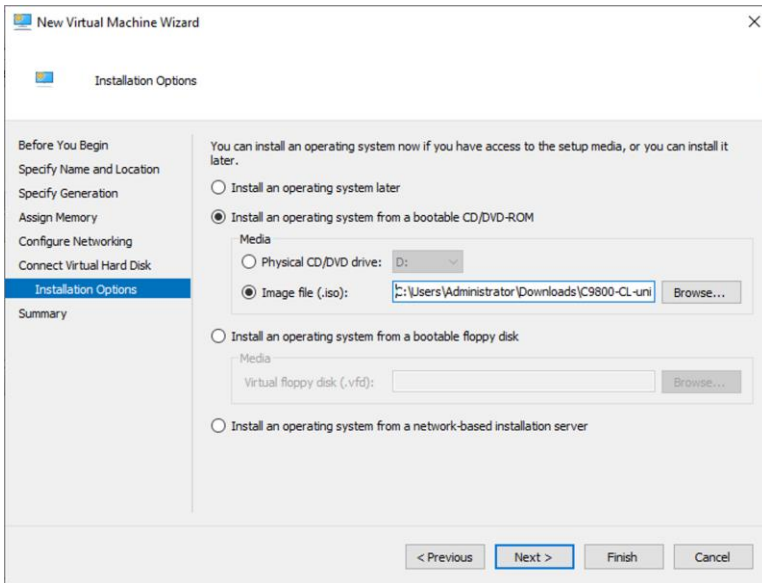 New Virtual Machine Wizard
Installation Options
Before You Begin
Specify Name and Location
Specify Generation
Assign Memory
Configure Networking
Connect Virtual Hard Disk
Installation Options
Summary
You can install an operating system now if you have access to the setup media, or you can install it
later.
Install an operating system later
Install an operating system from a bootable CD/DVD-ROM
Media
Physical CD/DVD drive: D:
Image file (.iso): C:\Users\Administrator\Downloads\C9800-CL-uni Browse...
Install an operating system from a bootable floppy disk
Media
Virtual floppy disk (.vfd): Browse...
Install an operating system from a network-based installation server
< Previous Next > Finish Cancel